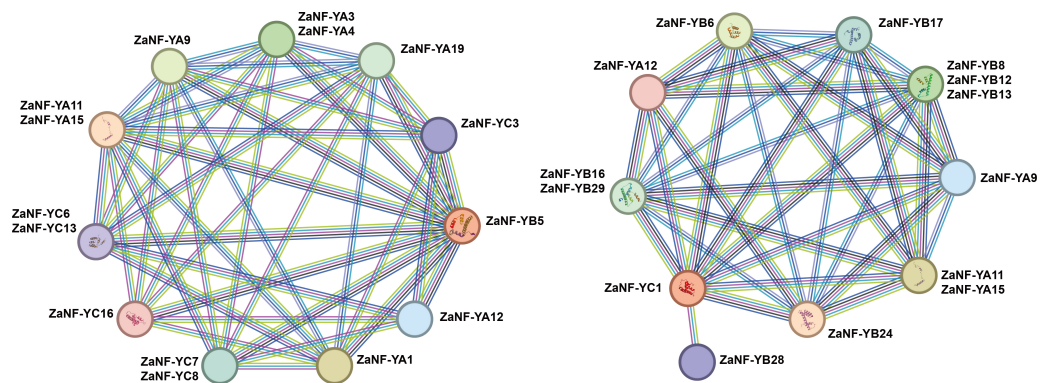 ZaNF-YA3
ZaNF-YA4
ZaNF-YA9
ZaNF-YA19
ZaNF-YA11
ZaNF-YA15
ZaNF-YC3
ZaNF-YC6
ZaNF-YC13
ZaNF-YB5
ZaNF-YC16
ZaNF-YA12
ZaNF-YC7
ZaNF-YC8
ZaNF-YA1
ZaNF-YB6
ZaNF-YB17
ZaNF-YA12
ZaNF-YB8
ZaNF-YB12
ZaNF-YB13
ZaNF-YB16
ZaNF-YB29
ZaNF-YA9
ZaNF-YC1
ZaNF-YA11
ZaNF-YA15
ZaNF-YB24
ZaNF-YB28